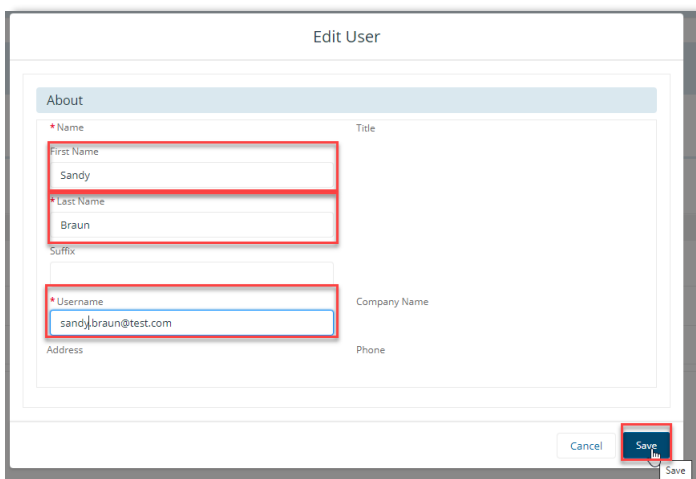 Edit User
About
*Name
Title
First Name
Sandy
*Last Name
Braun
Suffix
*Username
Company Name
sandy.braun@test.com
Address
Phone
Cancel
Save
Save